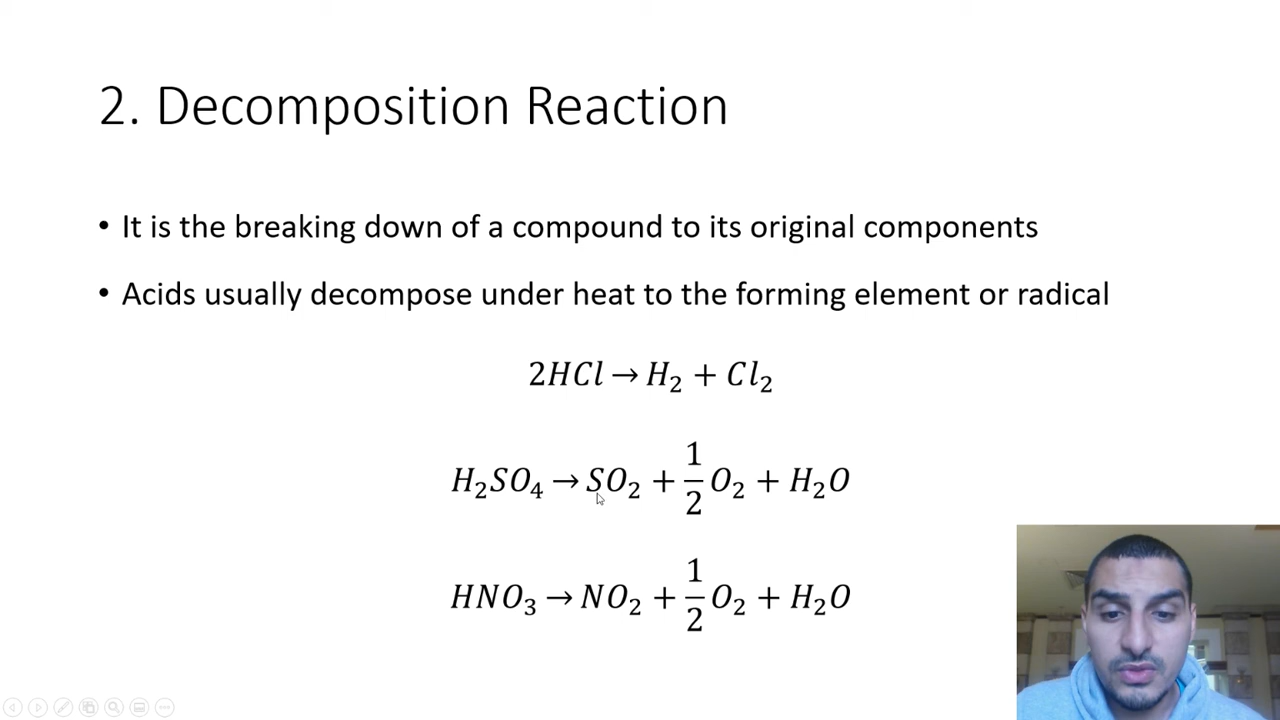 2. Decomposition Reaction
• It is the breaking down of a compound to its original components
• Acids usually decompose under heat to the forming element or radical
2HCl → H₂ + Cl₂
H₂SO₄ → SO₂ + 1/2 O₂ + H₂O
HNO₃ → NO₂ + 1/2 O₂ + H₂O